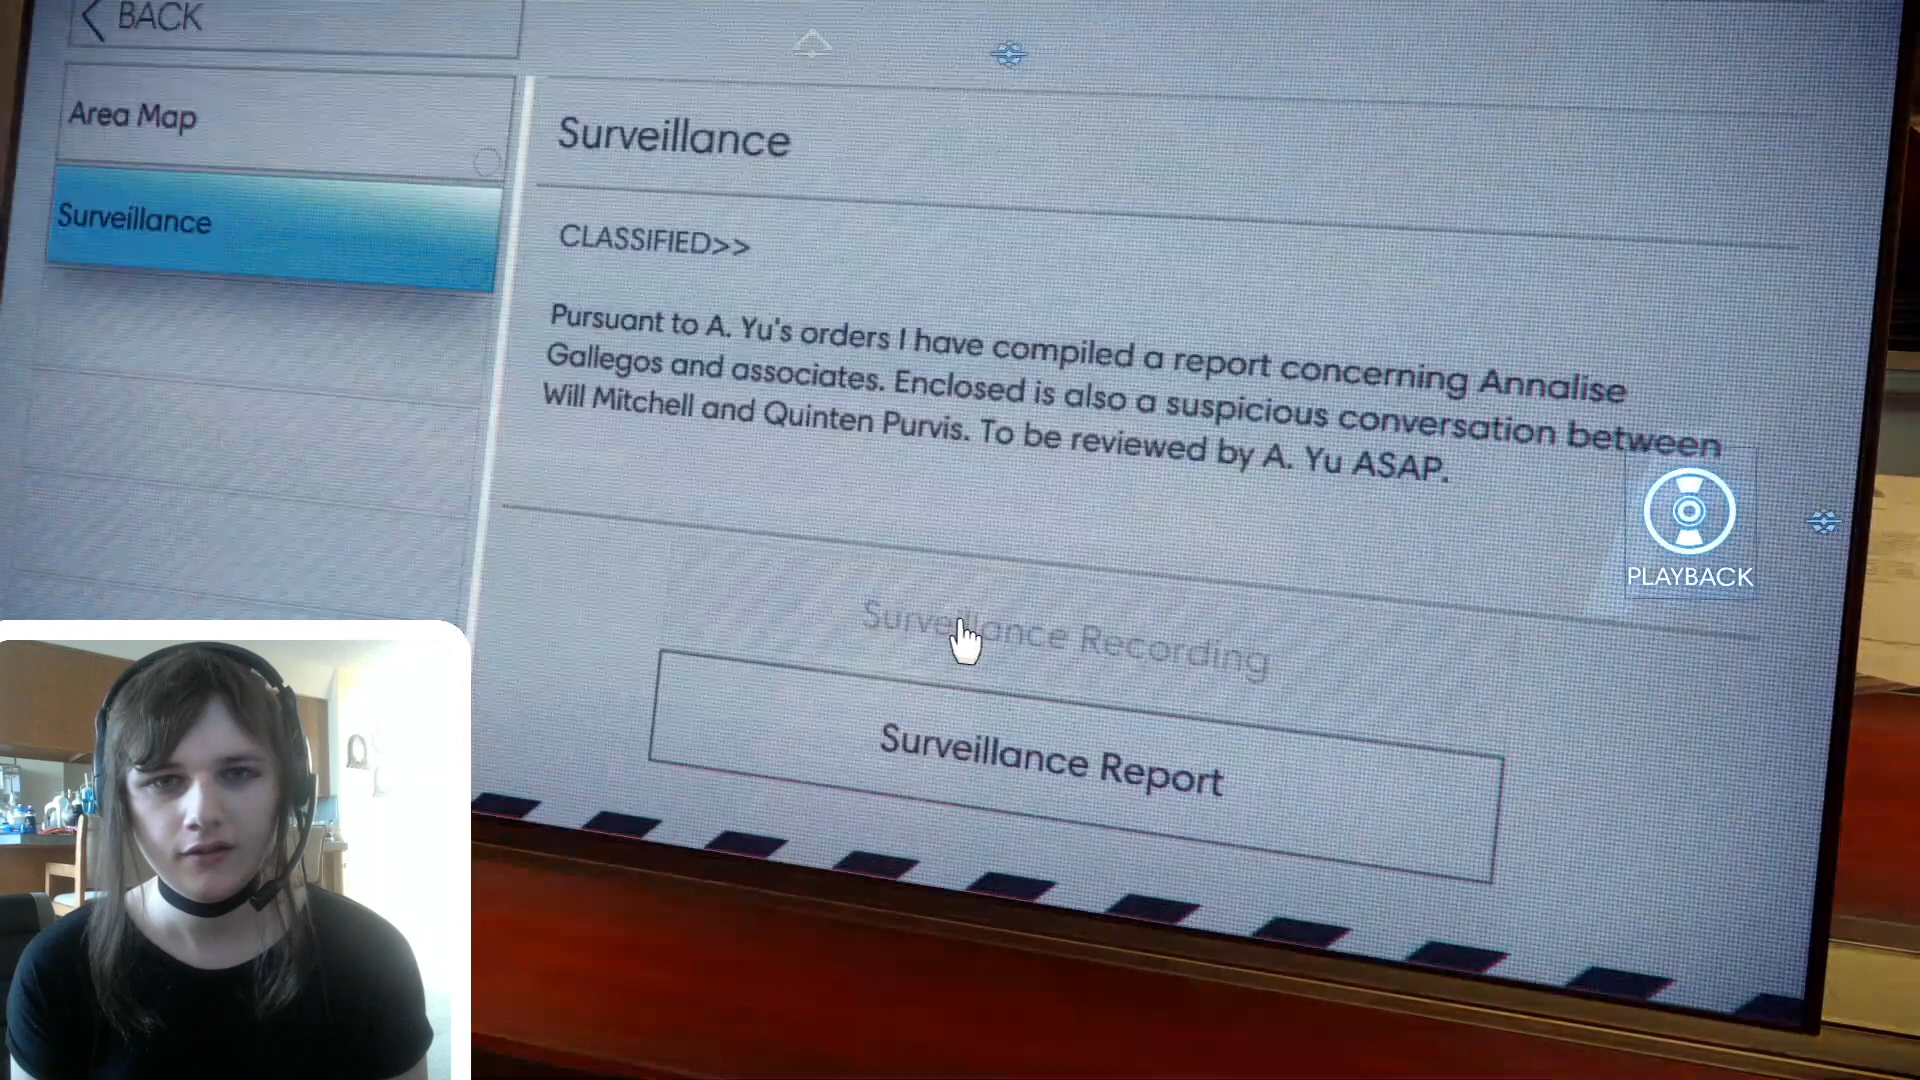 BACK
Area Map
Surveillance
Surveillance
CLASSIFIED>>
Pursuant to A. Yu's orders I have compiled a report concerning Annalise
Gallegos and associates. Enclosed is also a suspicious conversation between
Will Mitchell and Quinten Purvis. To be reviewed by A. Yu ASAP.
PLAYBACK
Surveillance Recording
Surveillance Report